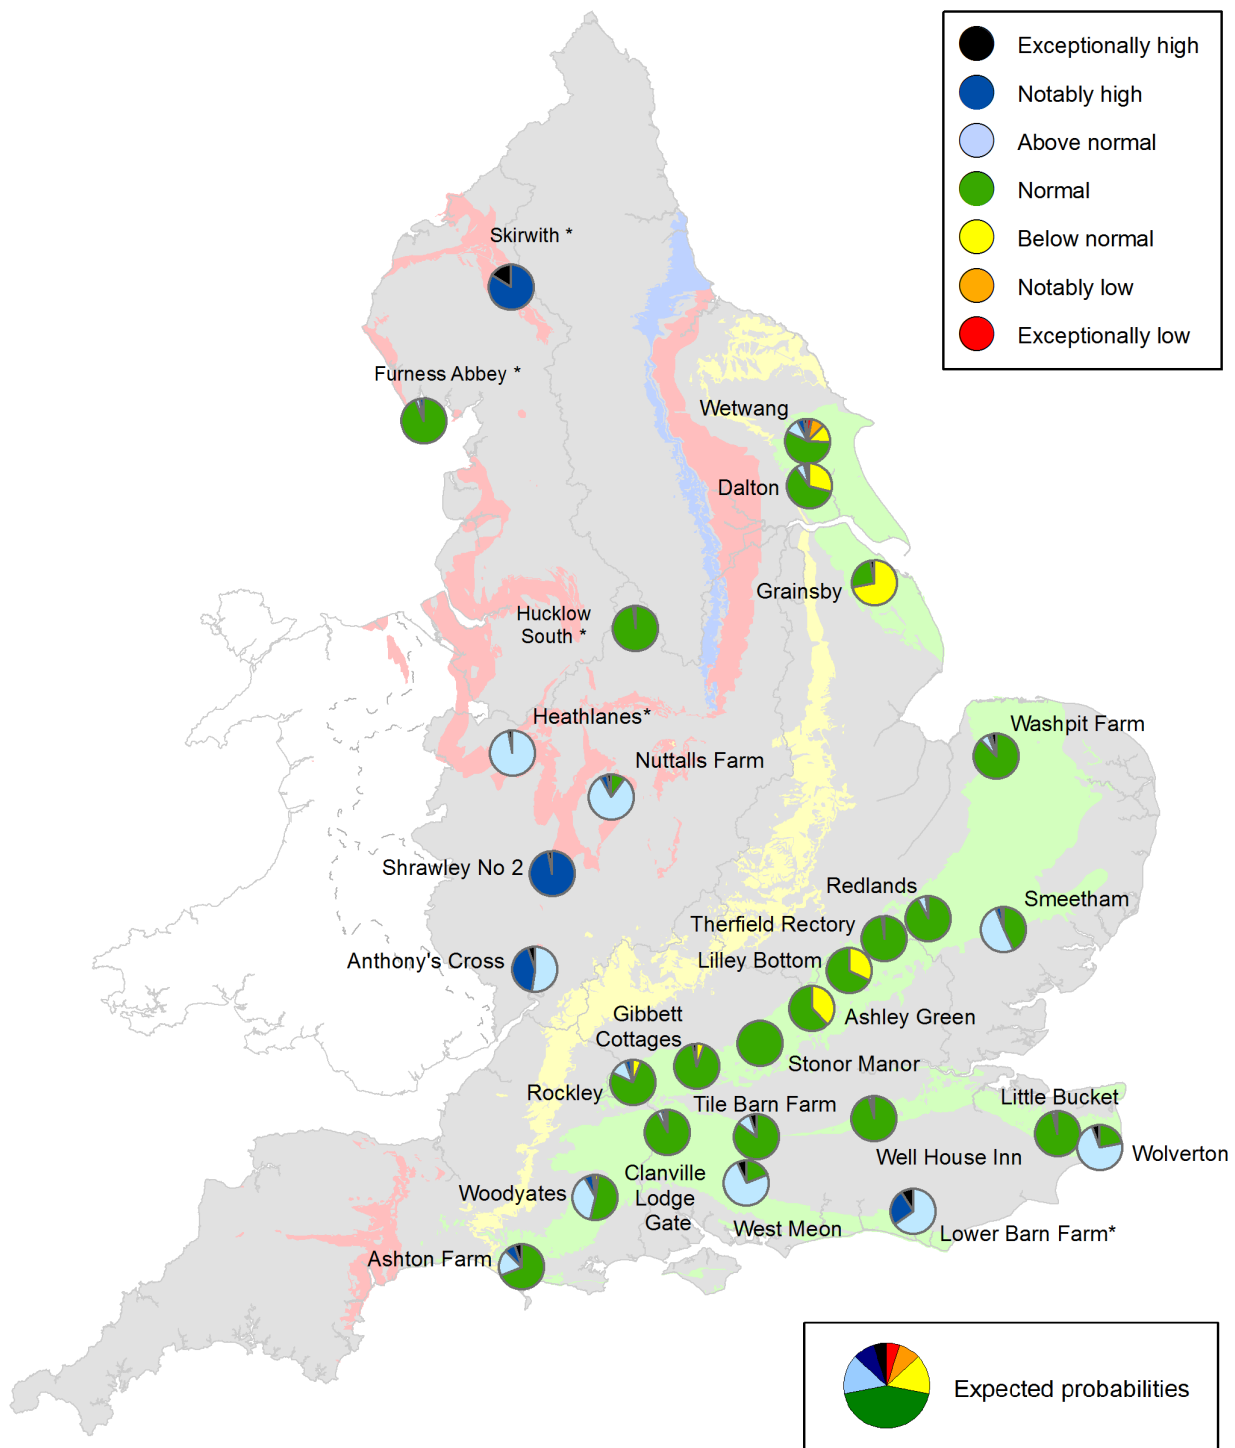 Exceptionally high
Notably high
Above normal
Normal
Below normal
Notably low
Exceptionally low
Skirwith *
Furness Abbey *
Wetwang
Dalton
Grainsby
Hucklow
South *
Heathlanes*
Nuttalls Farm
Washpit Farm
Shrawley No 2
Redlands
Smeetham
Therfield Rectory
Anthony's Cross
Lilley Bottom
Gibbett
Cottages
Ashley Green
Stonor Manor
Rockley
Tile Barn Farm
Little Bucket
Well House Inn
Wolverton
Clanville
Lodge
Gate
Woodyates
West Meon
Lower Barn Farm*
Ashton Farm
Expected probabilities